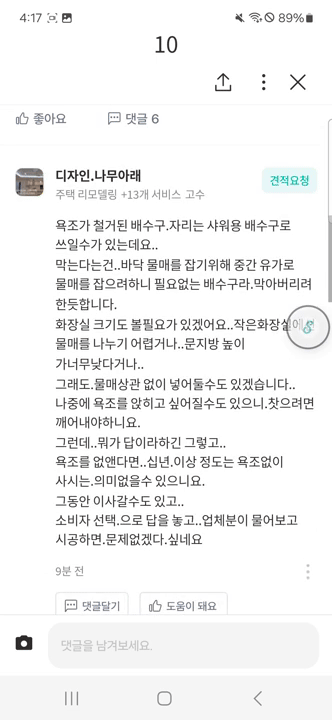 4:17
89%
10
좋아요
댓글 6
디자인.나무아래
견적요청
주택 리모델링 +13개 서비스 고수
욕조가 철거된 배수구.자리는 샤워용 배수구로
쓰일수가 있는데요..
막는다는건..바닥 물매를 잡기위해 중간 유가로
물매를 잡으려하니 필요없는 배수구라.막아버리려
한듯합니다.
화장실 크기도 볼필요가 있겠어요..작은화장실에
물매를 나누기 어렵거나..문지방 높이
가너무낮다거나..
그래도.물매상관 없이 넣어둘수도 있겠습니다..
나중에 욕조를 앉히고 싶어질수도 있으니.찻으려면
깨어내야하니요.
그런데..뭐가 답이라하긴 그렇고..
욕조를 없앤다면..십년.이상 정도는 욕조없이
사시는.의미없을수 있으니요.
그동안 이사갈수도 있고..
소비자 선택.으로 답을 놓고..업체분이 물어보고
시공하면.문제없겠다.싶네요
9분 전
댓글달기
도움이 돼요
댓글을 남겨보세요.